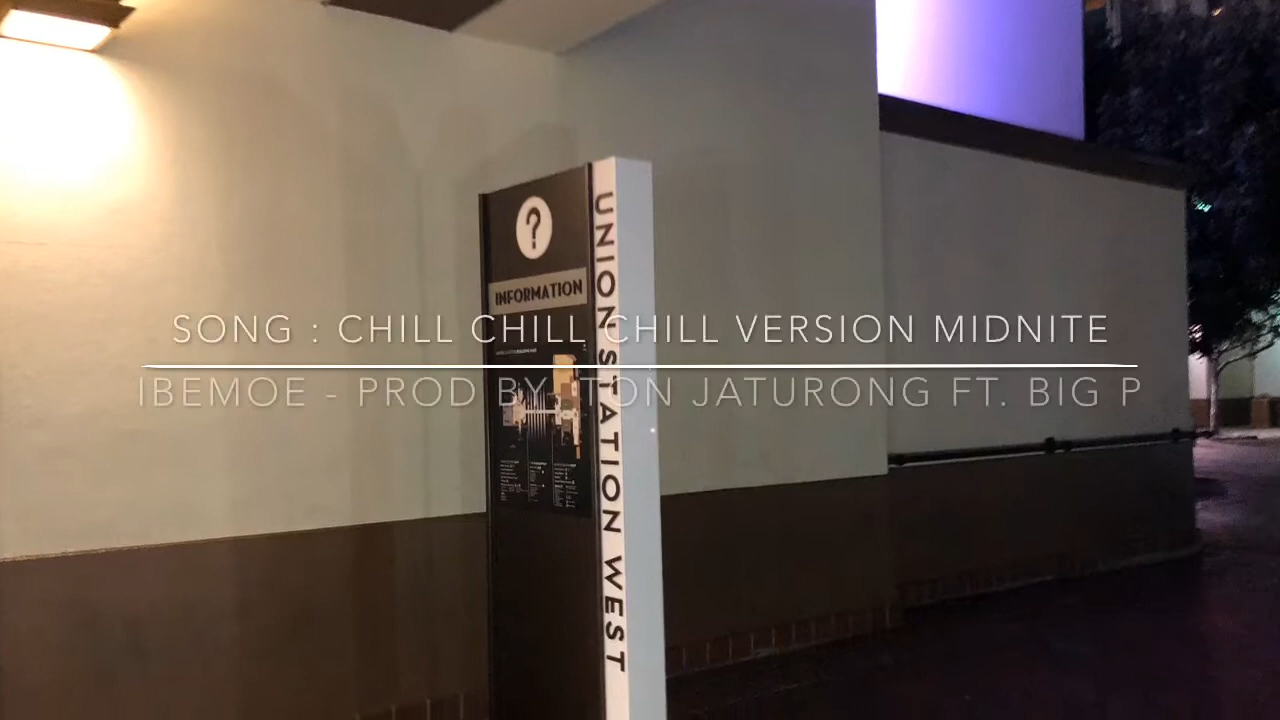 ?
INFORMATION
UNION STATION WEST
SONG : CHILL CHILL CHILL VERSION MIDNITE
IBEMOE - PROD BY. TON JATURONG FT. BIG P